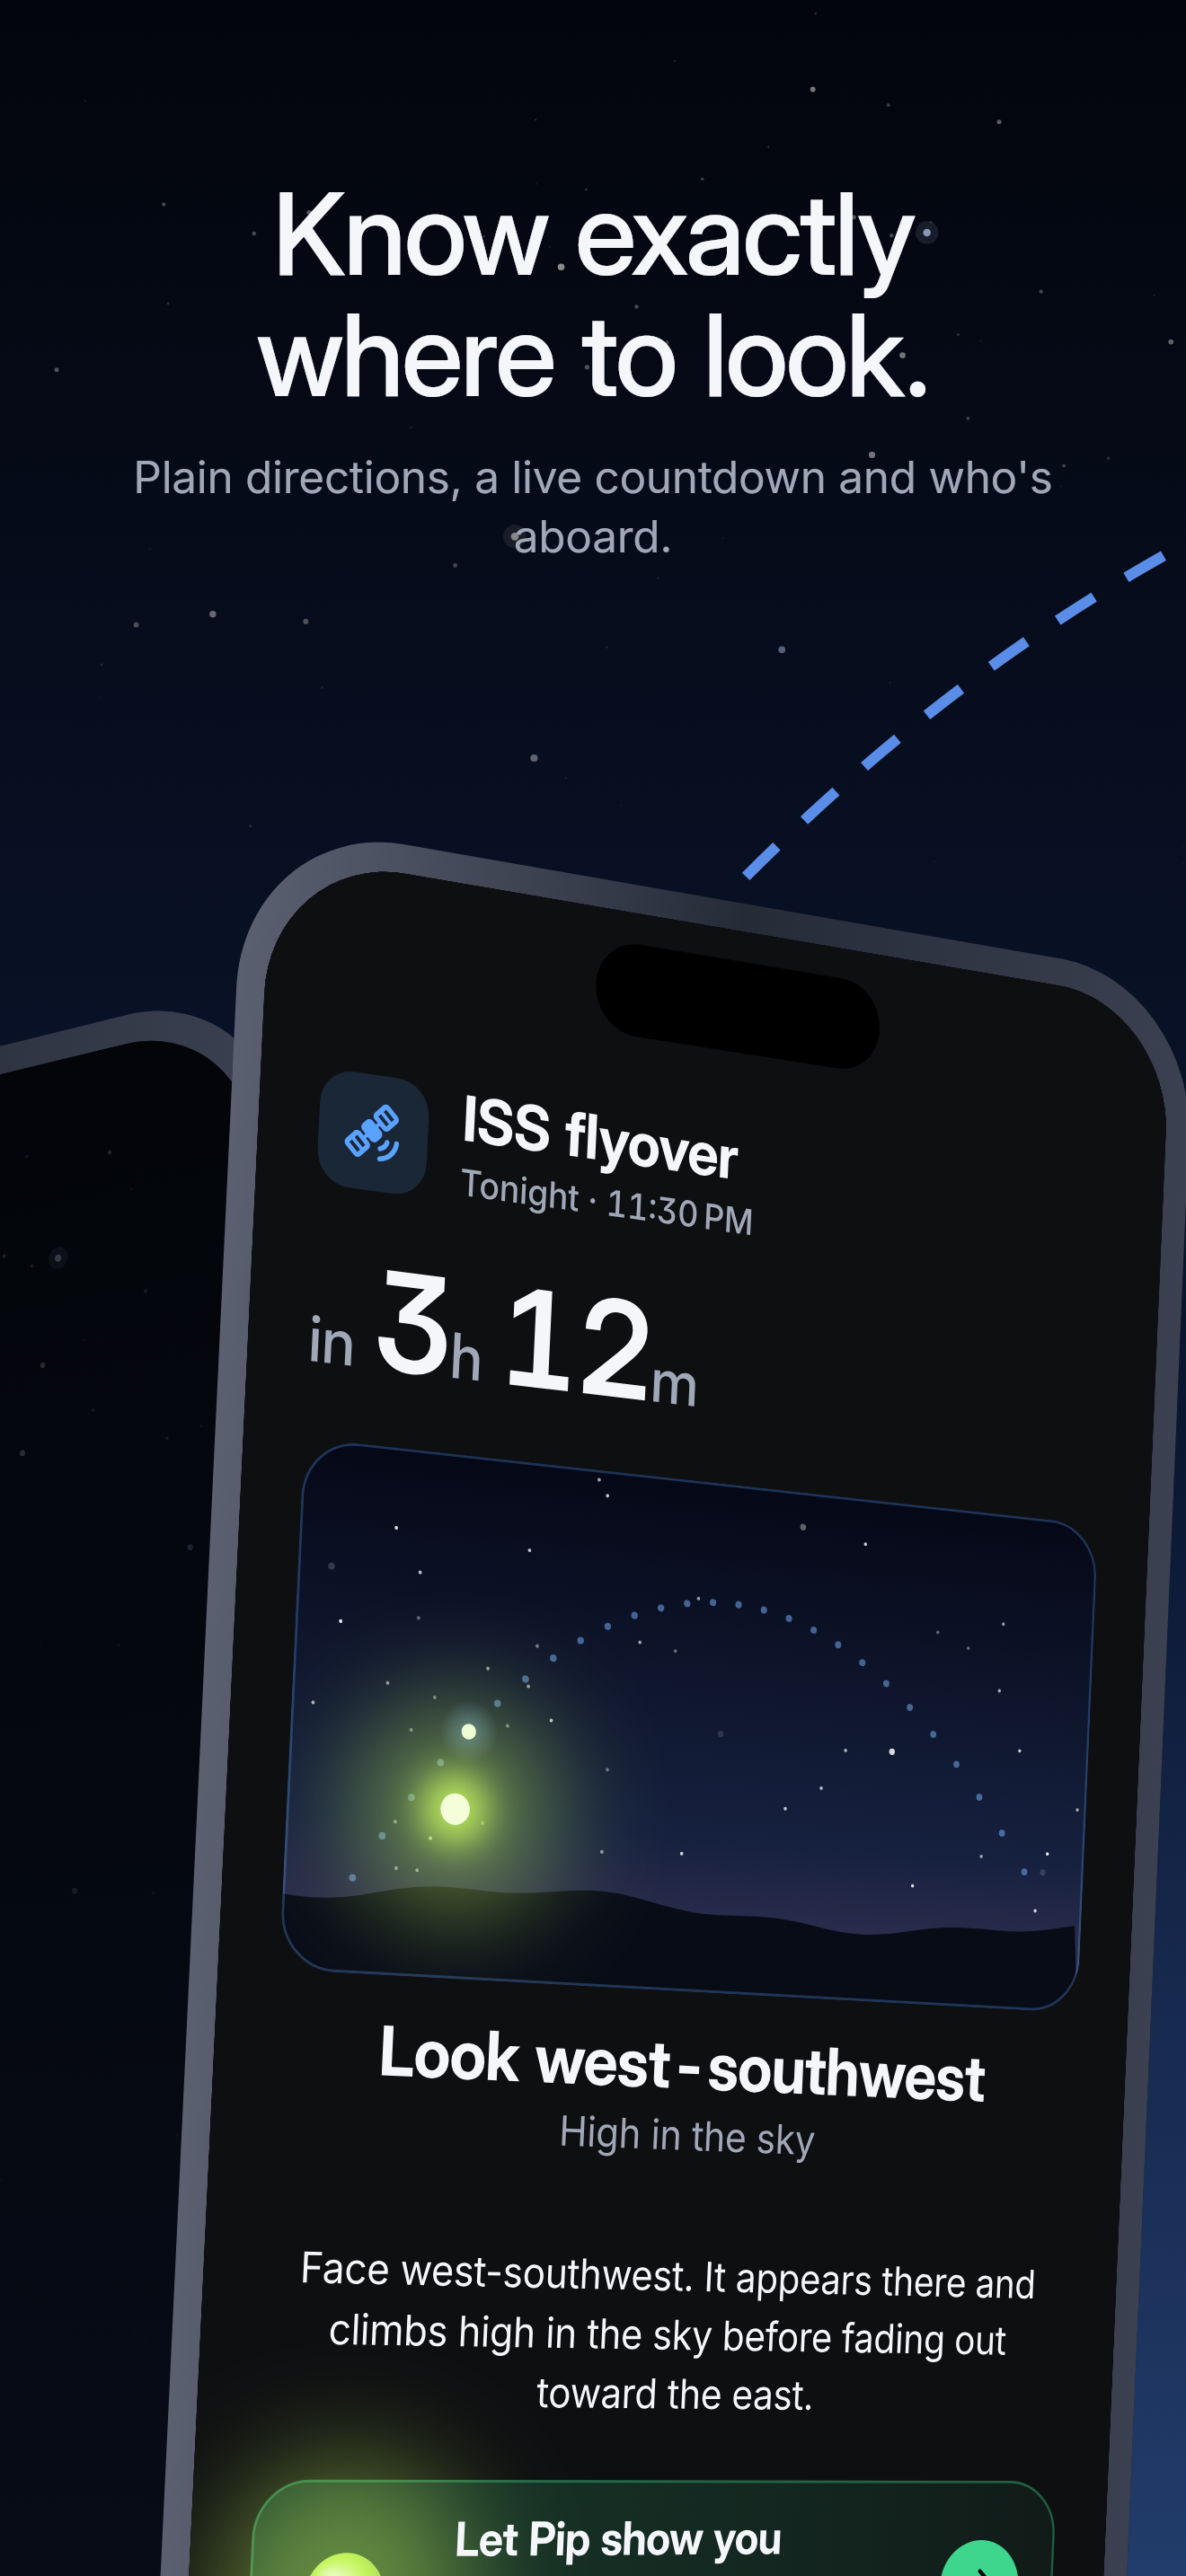 Know exactly
where to look.
Plain directions, a live countdown and who's
aboard.
ISS flyover
Tonight · 11:30 PM
in 3h 12m
Look west-southwest
High in the sky
Face west-southwest. It appears there and
climbs high in the sky before fading out
toward the east.
Let Pip show you